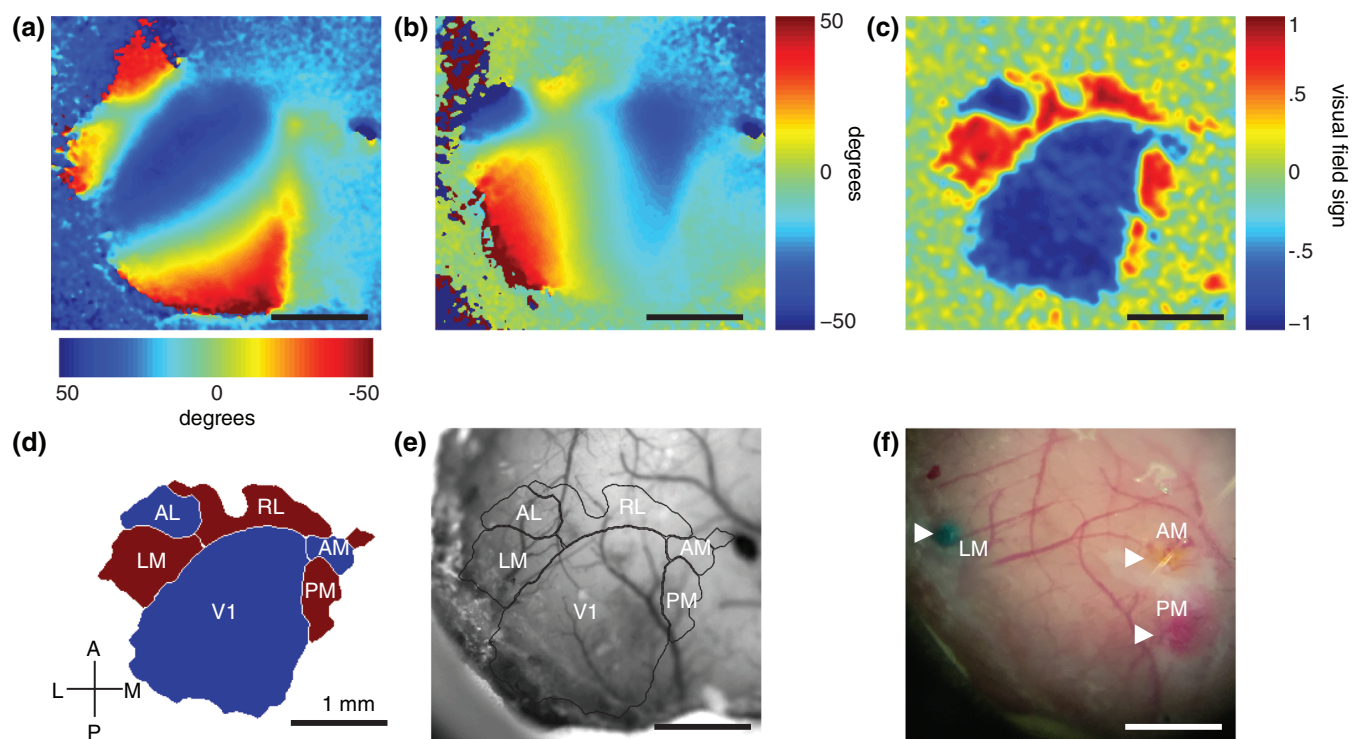 (a)
50 0 -50
degrees
(b)
50
0
−50
degrees
(c)
1
.5
0
-.5
−1
visual field sign
(d)
AL
RL
LM
AM
PM
V1
A
L M
P
1 mm
(e)
AL
RL
LM
AM
PM
V1
(f)
LM
AM
PM